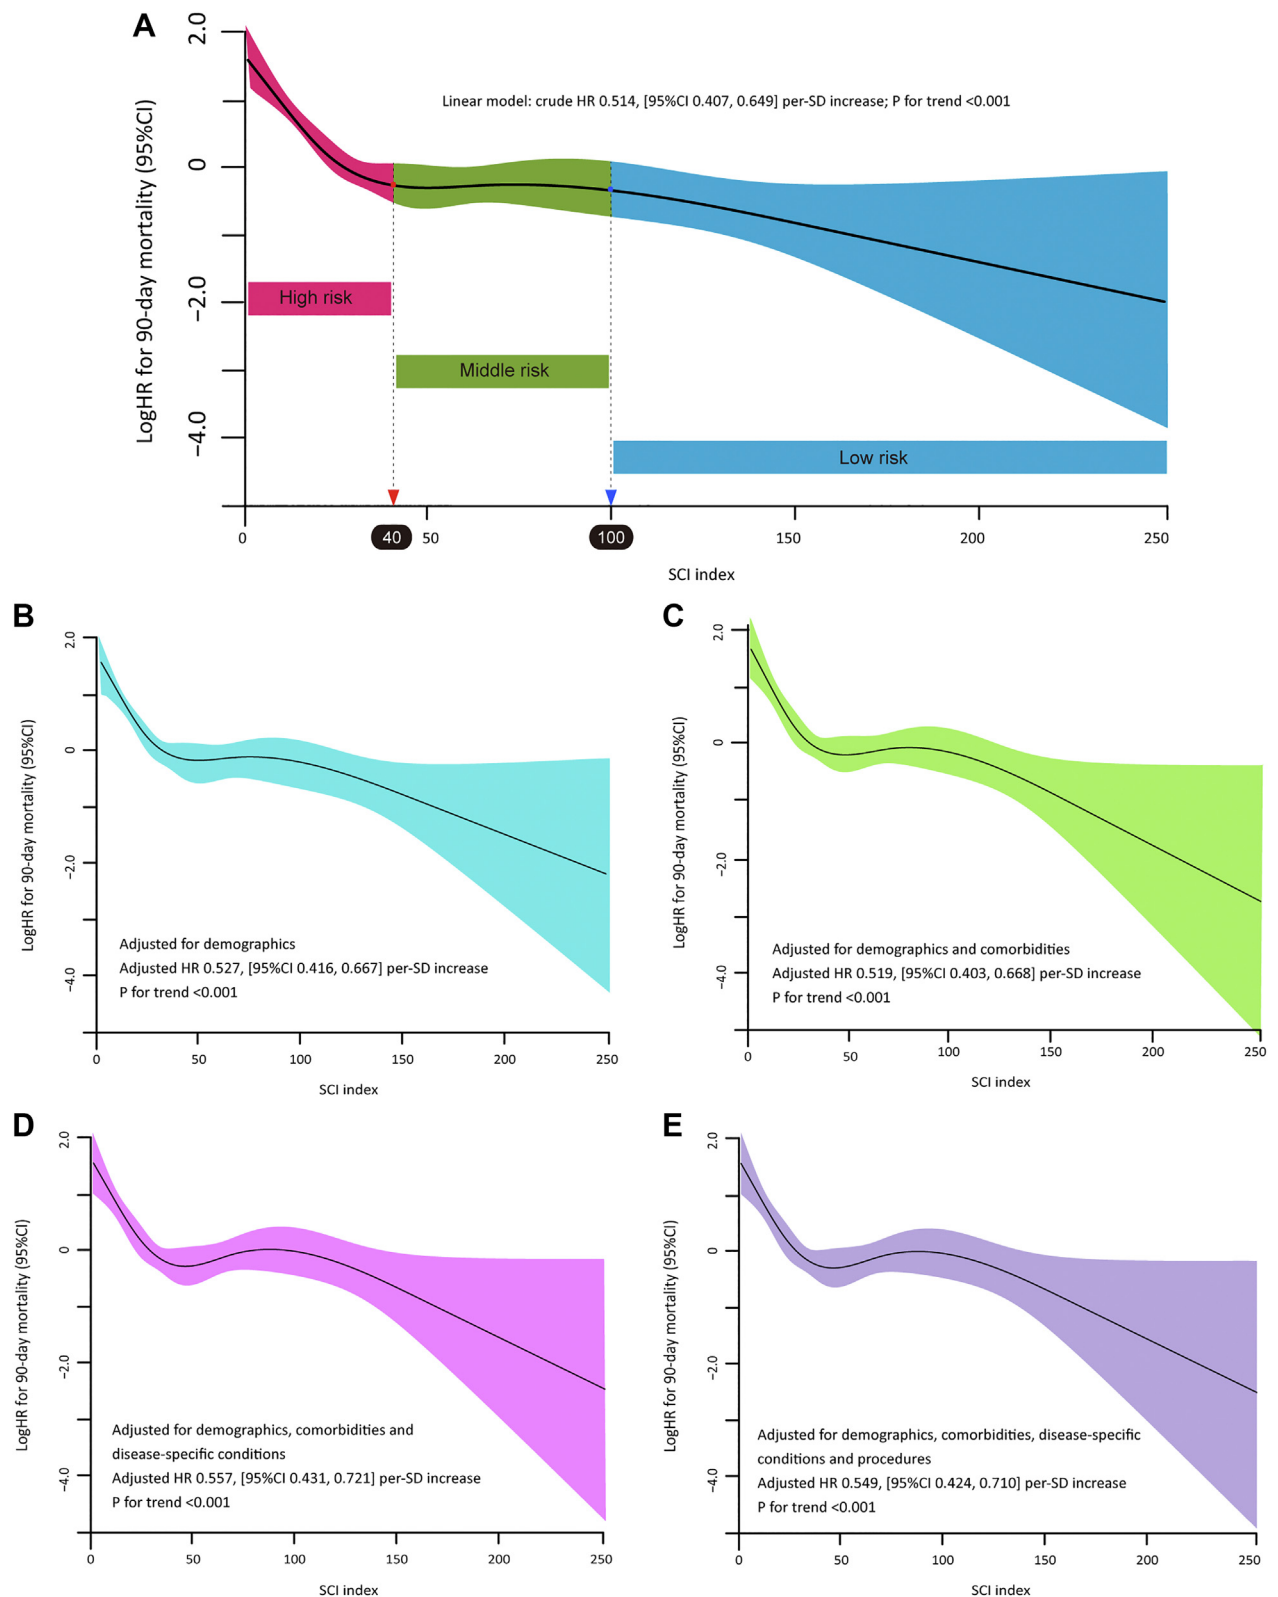 A
LogHR for 90-day mortality (95%CI)
2.0
0
−2.0
−4.0
Linear model: crude HR 0.514, [95%CI 0.407, 0.649] per-SD increase; P for trend <0.001
High risk
Middle risk
Low risk
0
40
50
100
150
200
250
SCI index
B
LogHR for 90-day mortality (95%CI)
2.0
0
−2.0
−4.0
Adjusted for demographics
Adjusted HR 0.527, [95%CI 0.416, 0.667] per-SD increase
P for trend <0.001
0
50
100
150
200
250
SCI index
C
LogHR for 90-day mortality (95%CI)
2.0
0
−2.0
−4.0
Adjusted for demographics and comorbidities
Adjusted HR 0.519, [95%CI 0.403, 0.668] per-SD increase
P for trend <0.001
0
50
100
150
200
250
SCI index
D
LogHR for 90-day mortality (95%CI)
2.0
0
−2.0
−4.0
Adjusted for demographics, comorbidities and
disease-specific conditions
Adjusted HR 0.557, [95%CI 0.431, 0.721] per-SD increase
P for trend <0.001
0
50
100
150
200
250
SCI index
E
LogHR for 90-day mortality (95%CI)
2.0
0
−2.0
−4.0
Adjusted for demographics, comorbidities, disease-specific
conditions and procedures
Adjusted HR 0.549, [95%CI 0.424, 0.710] per-SD increase
P for trend <0.001
0
50
100
150
200
250
SCI index